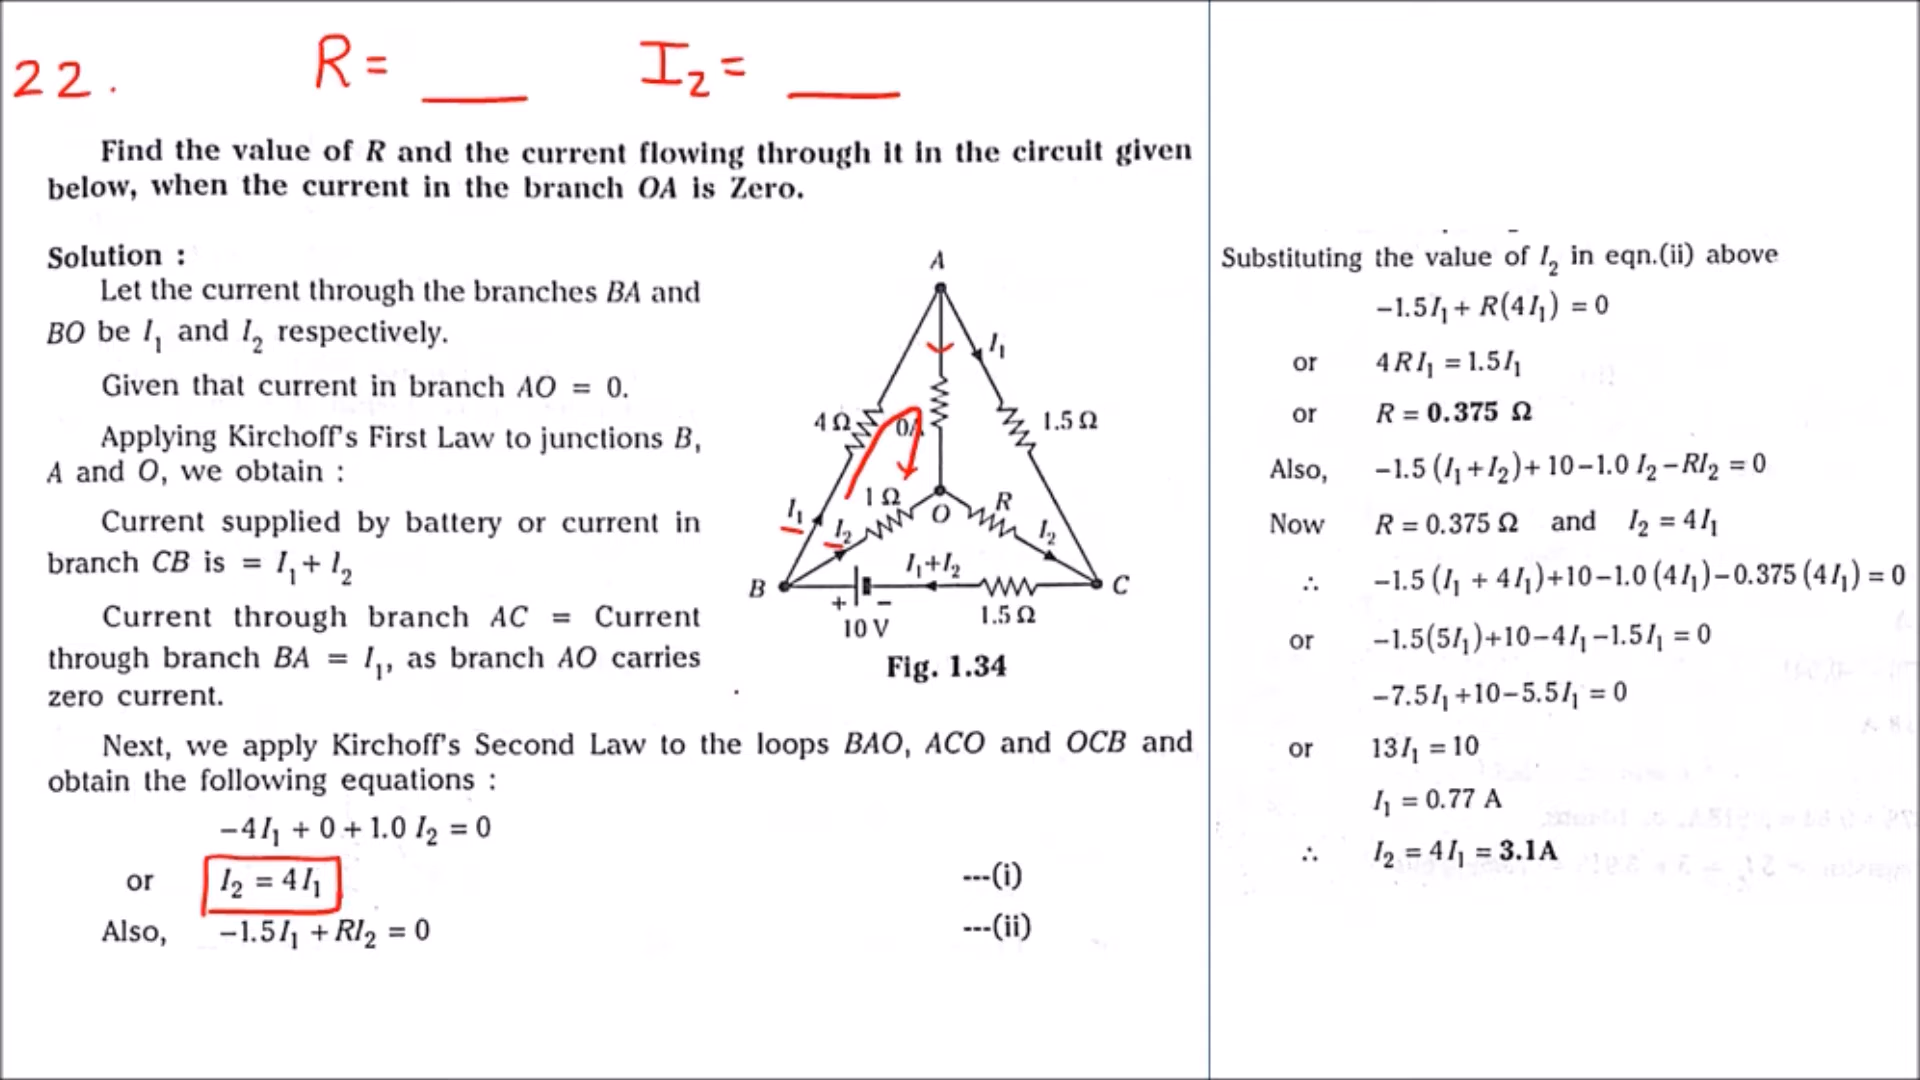 22. R = ___ I₂ = ___
Find the value of R and the current flowing through it in the circuit given
below, when the current in the branch OA is Zero.
Solution :
Let the current through the branches BA and
BO be I₁ and I₂ respectively.
Given that current in branch AO = 0.
Applying Kirchoff's First Law to junctions B,
A and O, we obtain :
Current supplied by battery or current in
branch CB is = I₁ + I₂
Current through branch AC = Current
through branch BA = I₁, as branch AO carries
zero current.
A
I₁
4 Ω
0A
1.5 Ω
I₁
I₂
1 Ω
O
R
I₂
B
I₁+I₂
C
+ −
10 V
1.5 Ω
Fig. 1.34
Next, we apply Kirchoff's Second Law to the loops BAO, ACO and OCB and
obtain the following equations :
−4I₁ + 0 + 1.0 I₂ = 0
or I₂ = 4I₁ ---(i)
Also, −1.5I₁ + RI₂ = 0 ---(ii)
Substituting the value of I₂ in eqn.(ii) above
−1.5I₁ + R(4I₁) = 0
or 4RI₁ = 1.5I₁
or R = 0.375 Ω
Also, −1.5 (I₁+I₂)+ 10−1.0 I₂−RI₂ = 0
Now R = 0.375 Ω and I₂ = 4I₁
∴ −1.5 (I₁ + 4I₁)+10−1.0 (4I₁)−0.375 (4I₁) = 0
or −1.5(5I₁)+10−4I₁−1.5I₁ = 0
−7.5I₁+10−5.5I₁ = 0
or 13I₁ = 10
I₁ = 0.77 A
∴ I₂ = 4I₁ = 3.1A